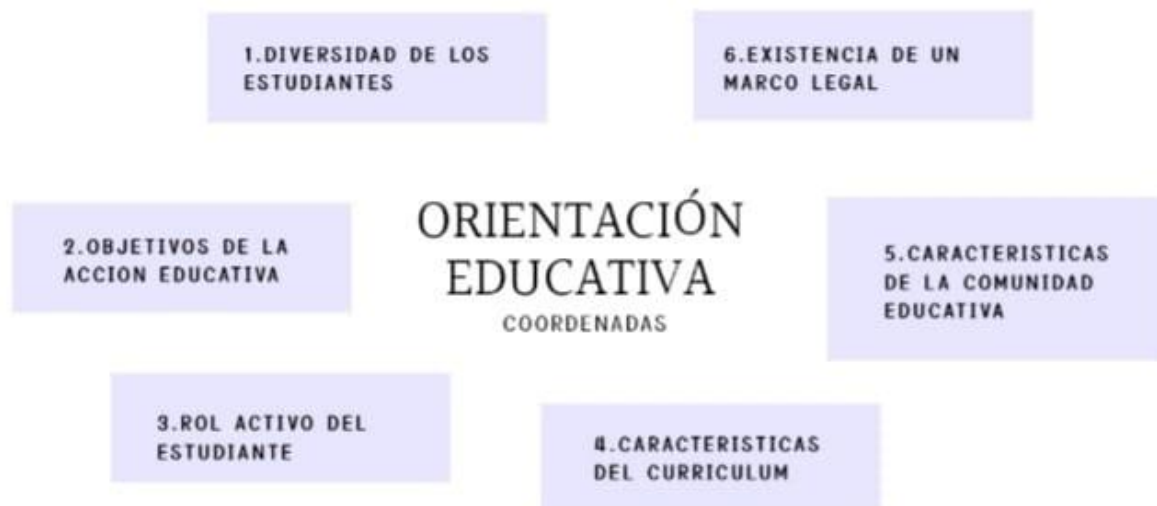 ORIENTACIÓN
EDUCATIVA
COORDENADAS
1.DIVERSIDAD DE LOS
ESTUDIANTES
2.OBJETIVOS DE LA
ACCION EDUCATIVA
3.ROL ACTIVO DEL
ESTUDIANTE
4.CARACTERISTICAS
DEL CURRICULUM
5.CARACTERISTICAS
DE LA COMUNIDAD
EDUCATIVA
6.EXISTENCIA DE UN
MARCO LEGAL